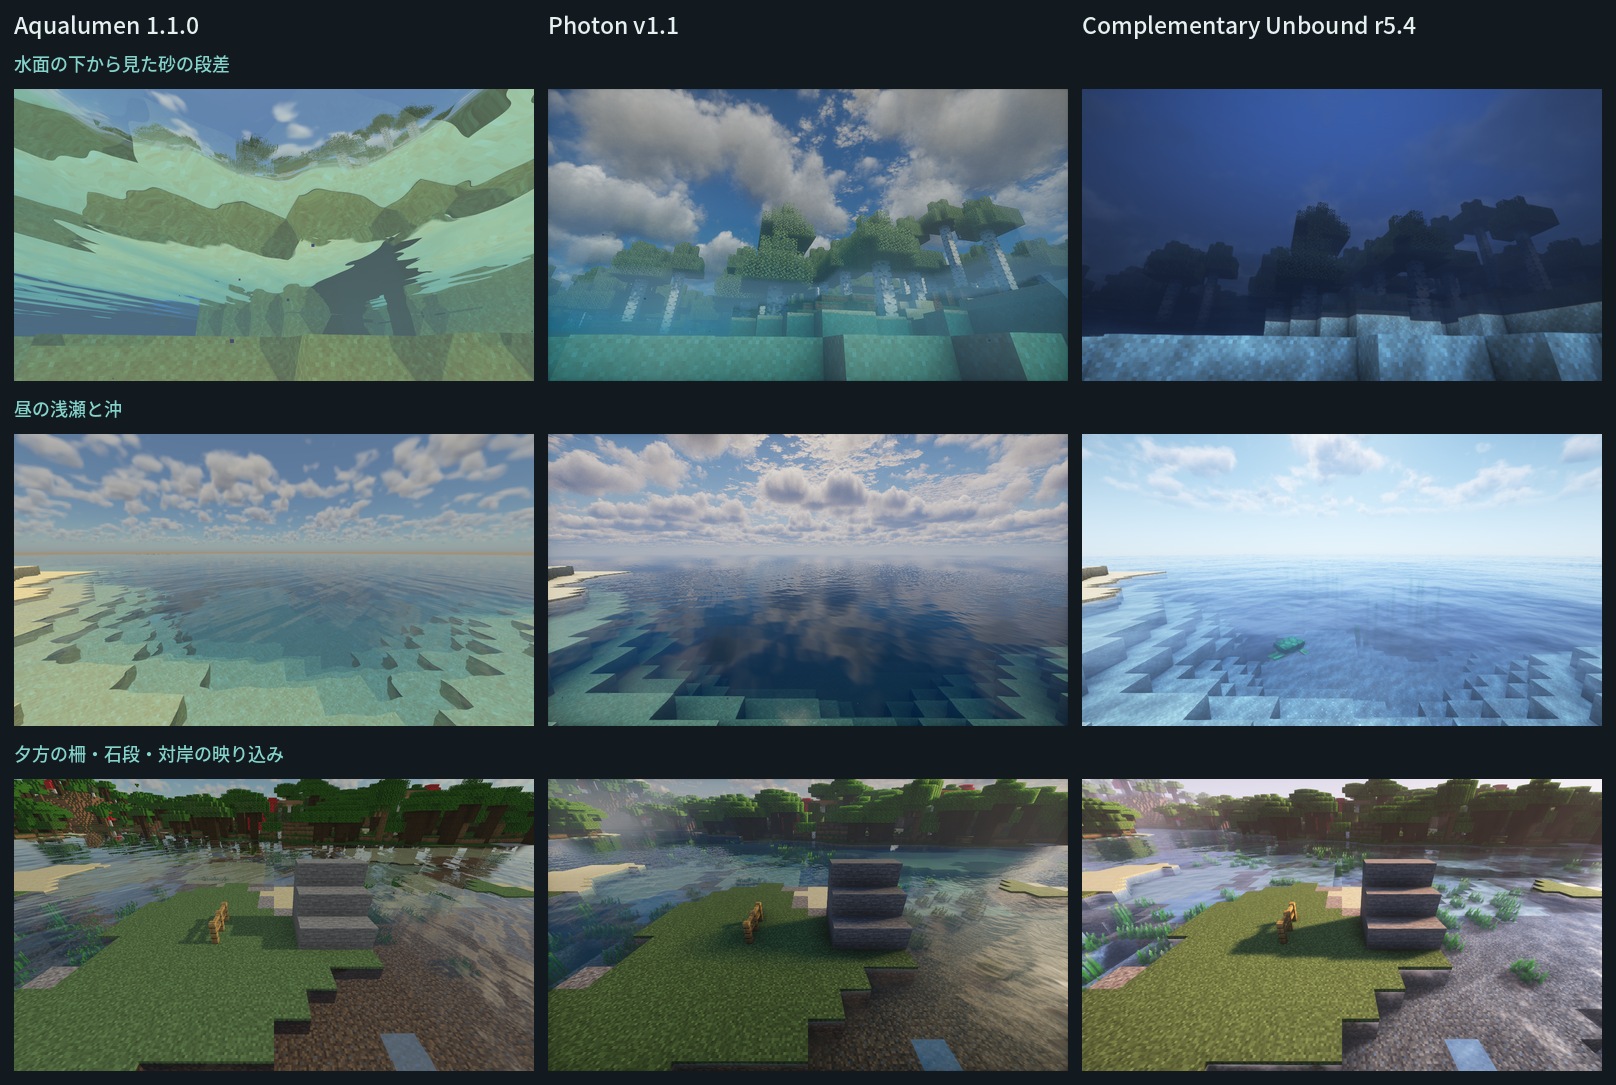 Aqualumen 1.1.0
Photon v1.1
Complementary Unbound r5.4
水面の下から見た砂の段差
昼の浅瀬と沖
夕方の柵・石段・対岸の映り込み